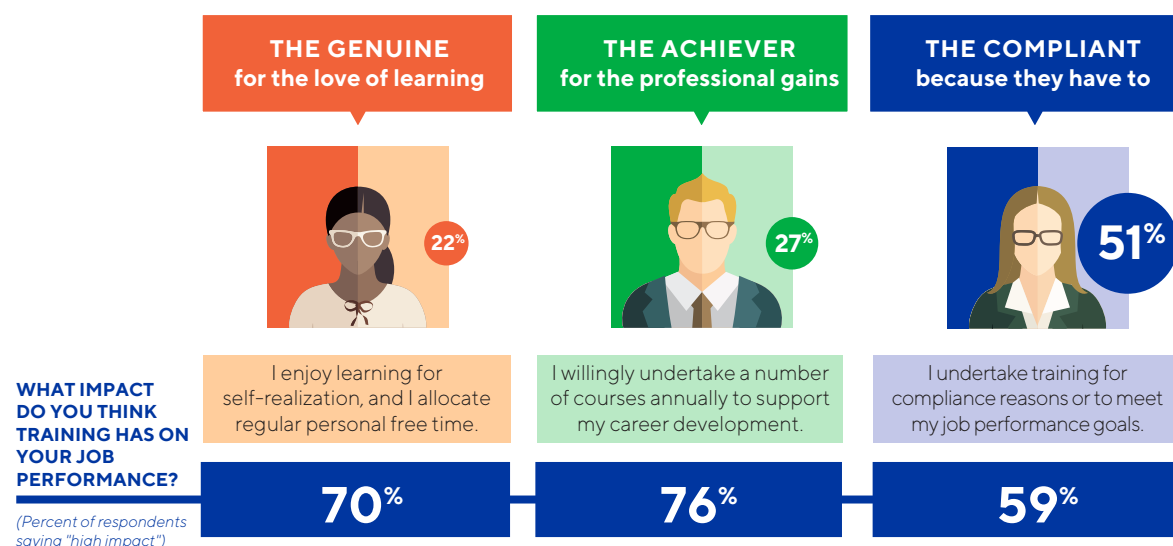 THE GENUINE
for the love of learning
THE ACHIEVER
for the professional gains
THE COMPLIANT
because they have to
22%
27%
51%
I enjoy learning for
self-realization, and I allocate
regular personal free time.
I willingly undertake a number
of courses annually to support
my career development.
I undertake training for
compliance reasons or to meet
my job performance goals.
WHAT IMPACT
DO YOU THINK
TRAINING HAS ON
YOUR JOB
PERFORMANCE?
(Percent of respondents
saying "high impact")
70%
76%
59%